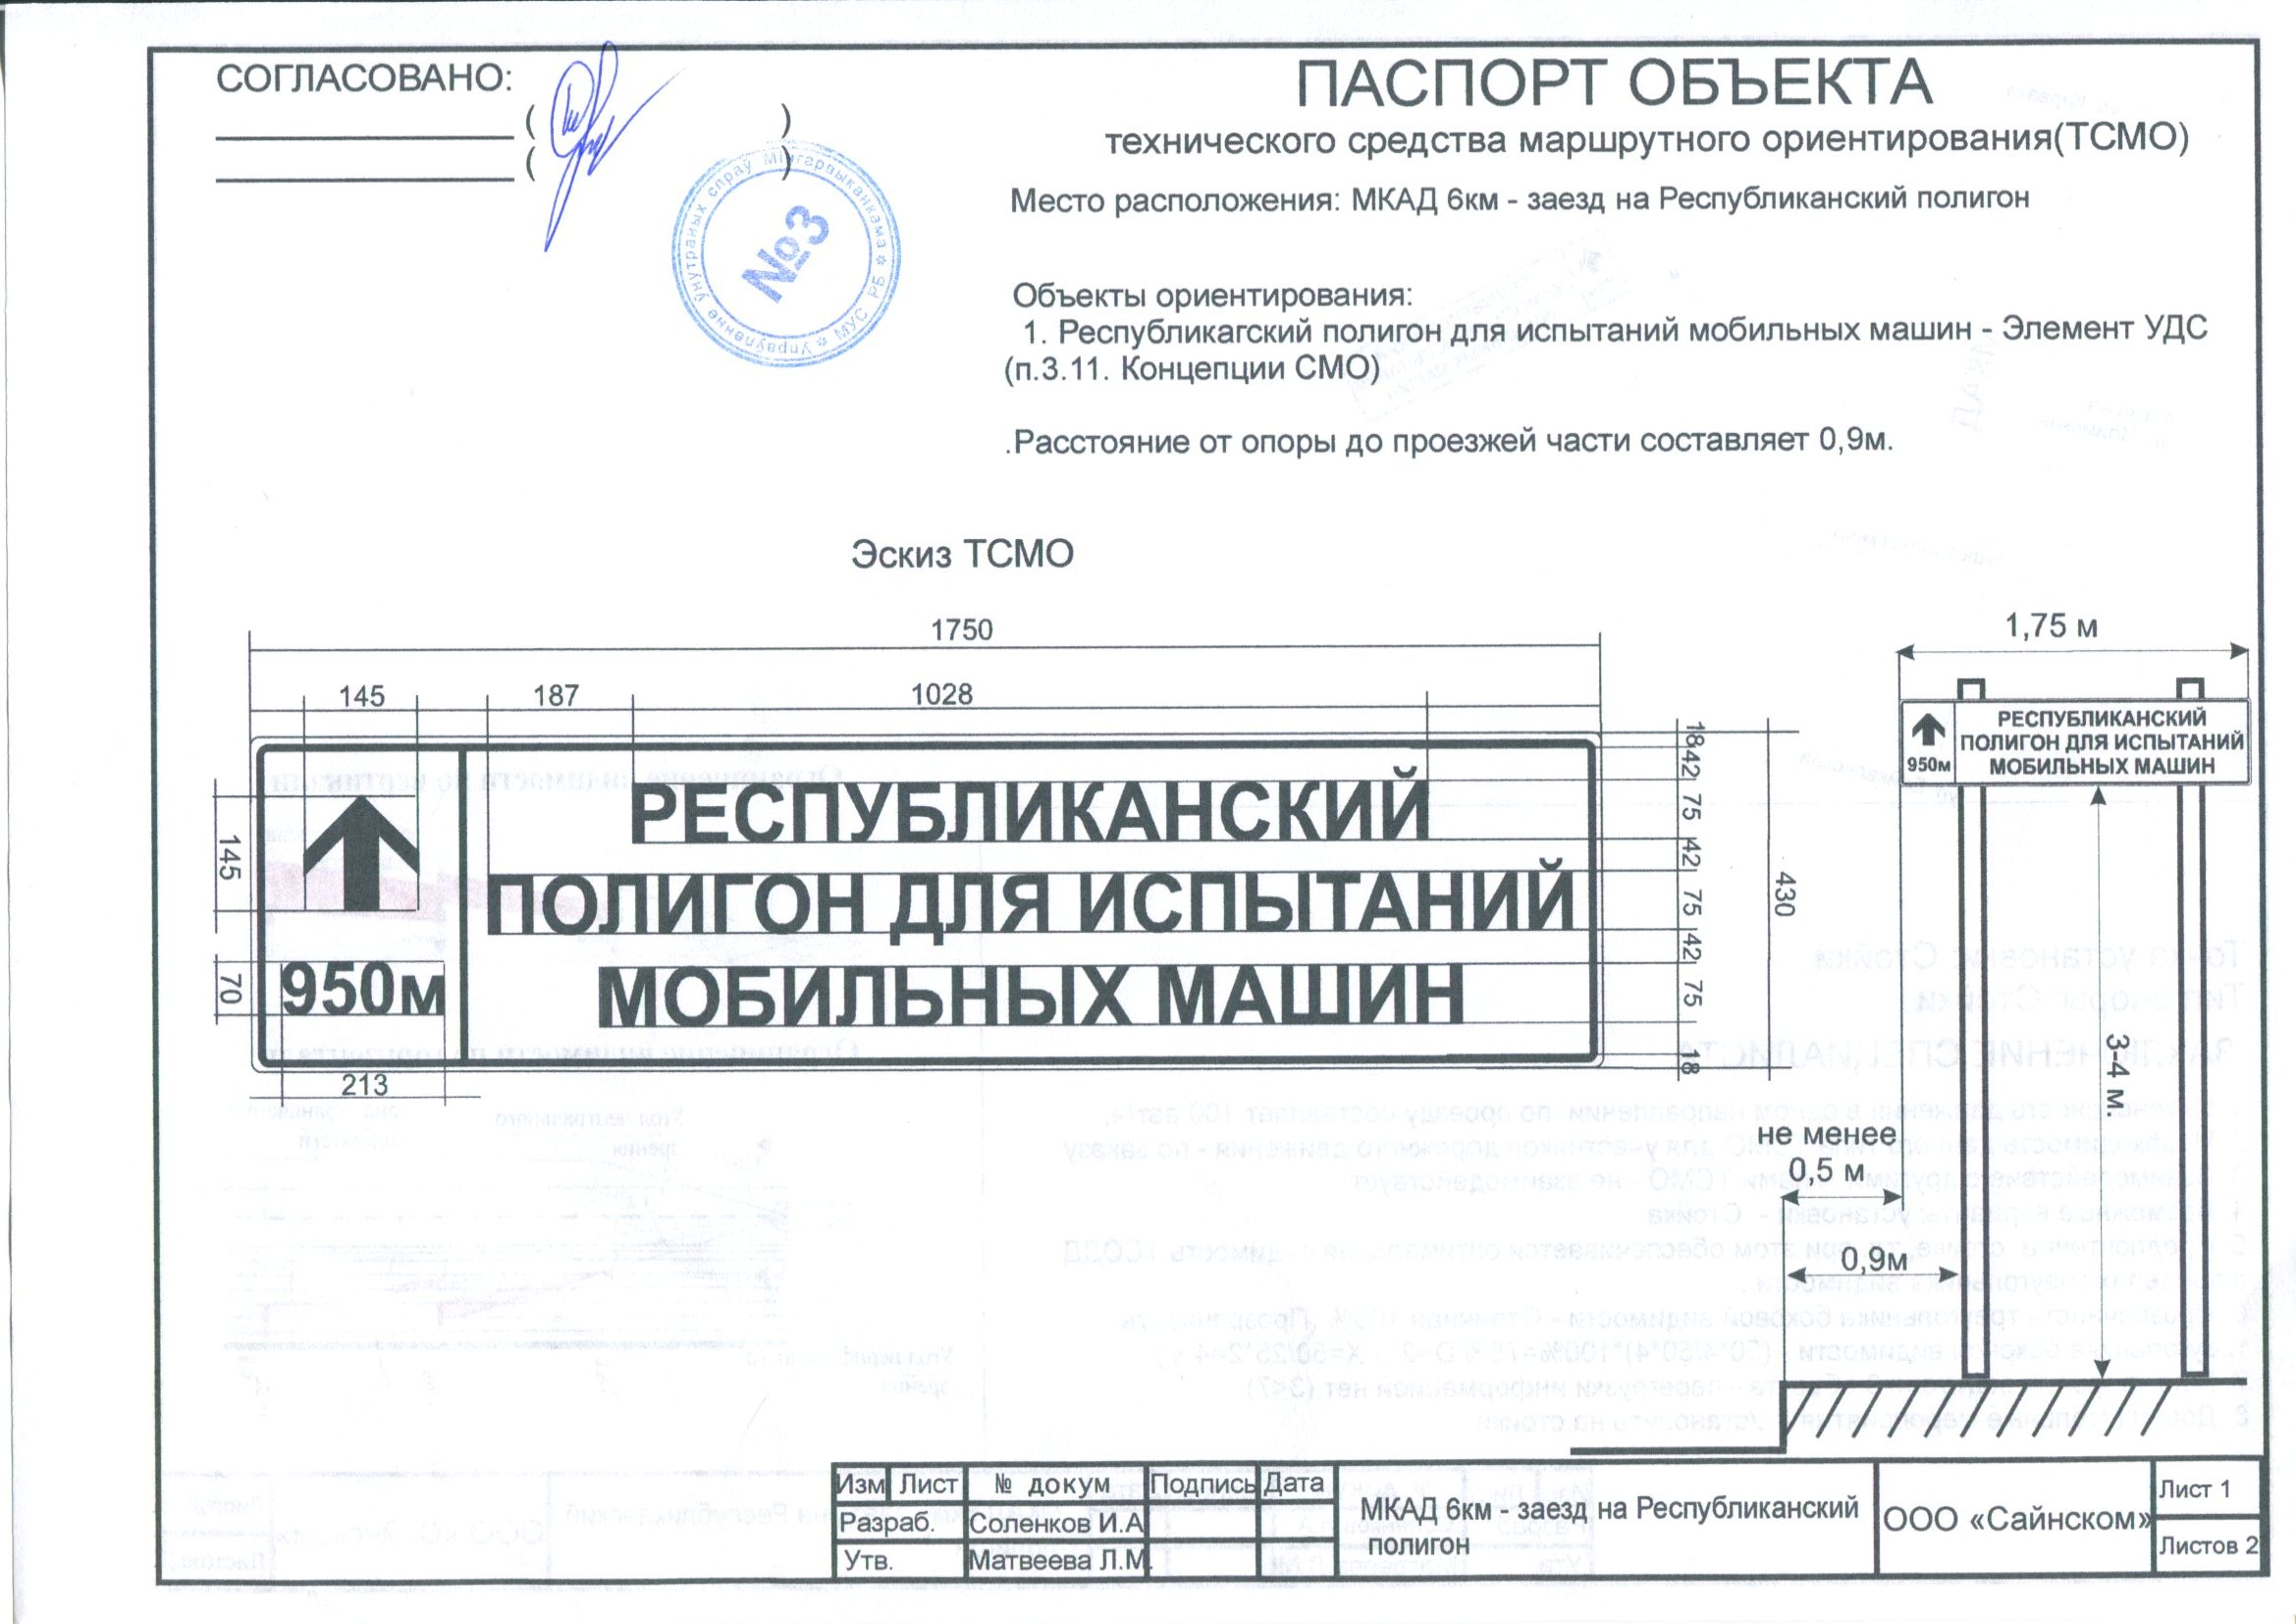 СОГЛАСОВАНО:
( )
( )
Упраўленне ўнутраных спраў Мінгарвыканкама ☆ МУС РБ ☆
№3
ПАСПОРТ ОБЪЕКТА
технического средства маршрутного ориентирования(ТСМО)
Место расположения: МКАД 6км - заезд на Республиканский полигон
Объекты ориентирования:
1. Республикагский полигон для испытаний мобильных машин - Элемент УДС
(п.3.11. Концепции СМО)
.Расстояние от опоры до проезжей части составляет 0,9м.
Эскиз ТСМО
1750
145 187 1028
145
70
950м
213
РЕСПУБЛИКАНСКИЙ
ПОЛИГОН ДЛЯ ИСПЫТАНИЙ
МОБИЛЬНЫХ МАШИН
18
42
75
42
75
42
75
18
430
1,75 м
950м
РЕСПУБЛИКАНСКИЙ
ПОЛИГОН ДЛЯ ИСПЫТАНИЙ
МОБИЛЬНЫХ МАШИН
3-4 м.
не менее
0,5 м
0,9м
Изм Лист № докум Подпись Дата
Разраб. Соленков И.А
Утв. Матвеева Л.М.
МКАД 6км - заезд на Республиканский
полигон
ООО «Сайнском»
Лист 1
Листов 2